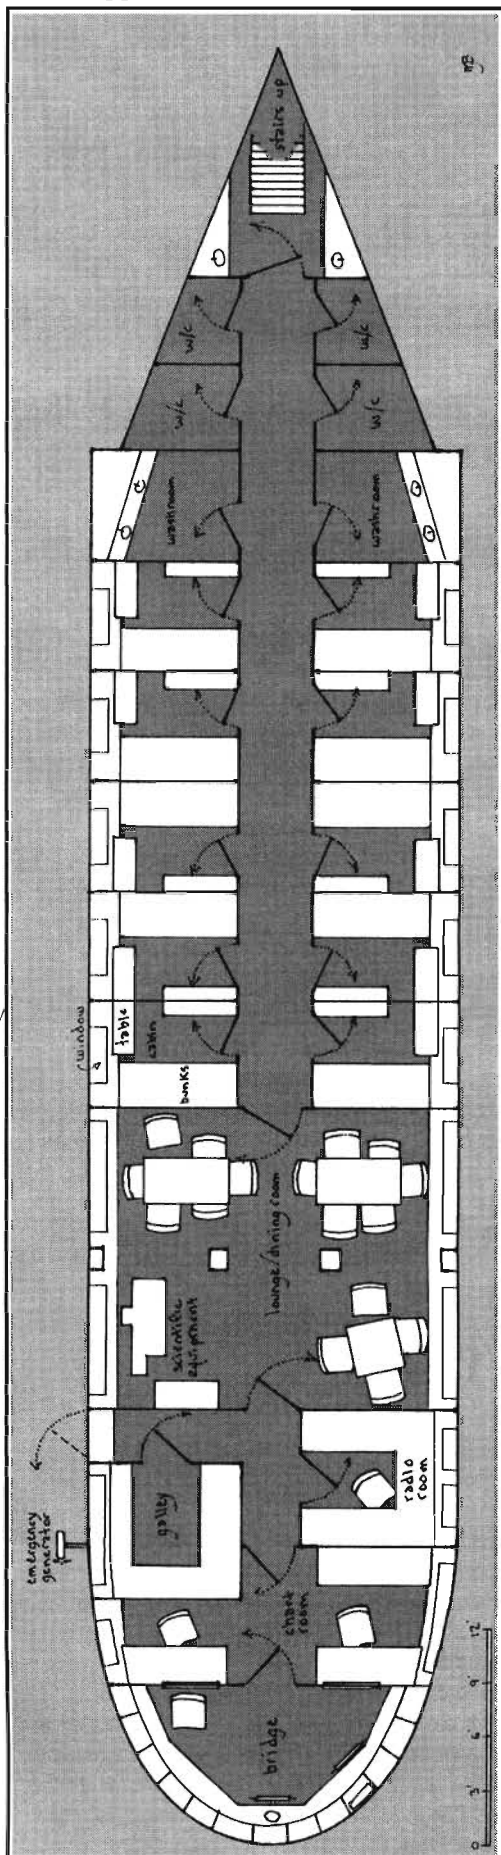 MB
stairs up
w/c
w/c
w/c
w/c
washroom
washroom
window
table
cabin
bunks
lounge/dining room
scientific
equipment
galley
radio
room
emergency
generator
chart
room
bridge
0 3' 6' 9' 12'